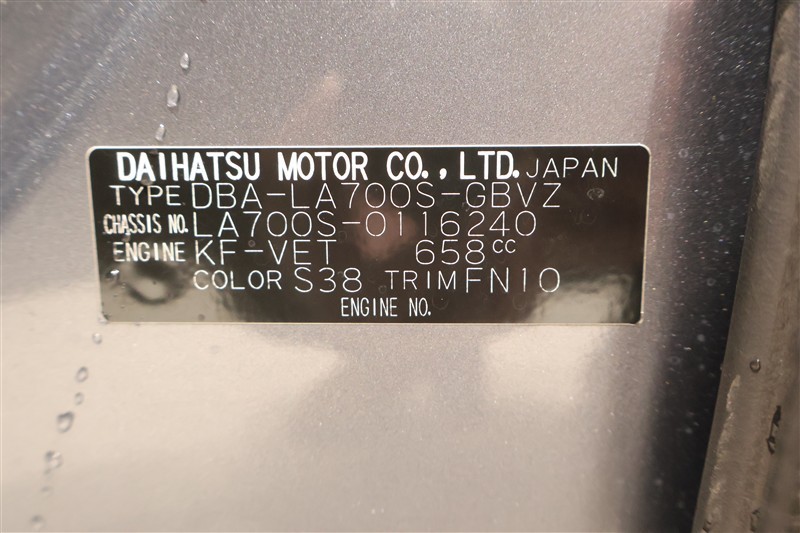 DAIHATSU MOTOR CO., LTD. JAPAN
TYPE DBA-LA700S-GBVZ
CHASSIS NO. LA700S-0116240
ENGINE KF-VET 658cc
COLOR S38 TRIM FN10
ENGINE NO.